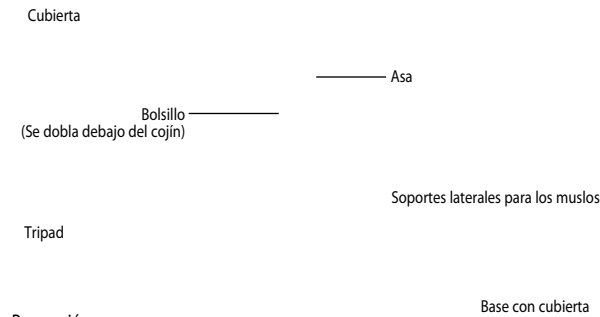 Cubierta
Asa
Bolsillo
(Se dobla debajo del cojín)
Soportes laterales para los muslos
Tripad
Base con cubierta